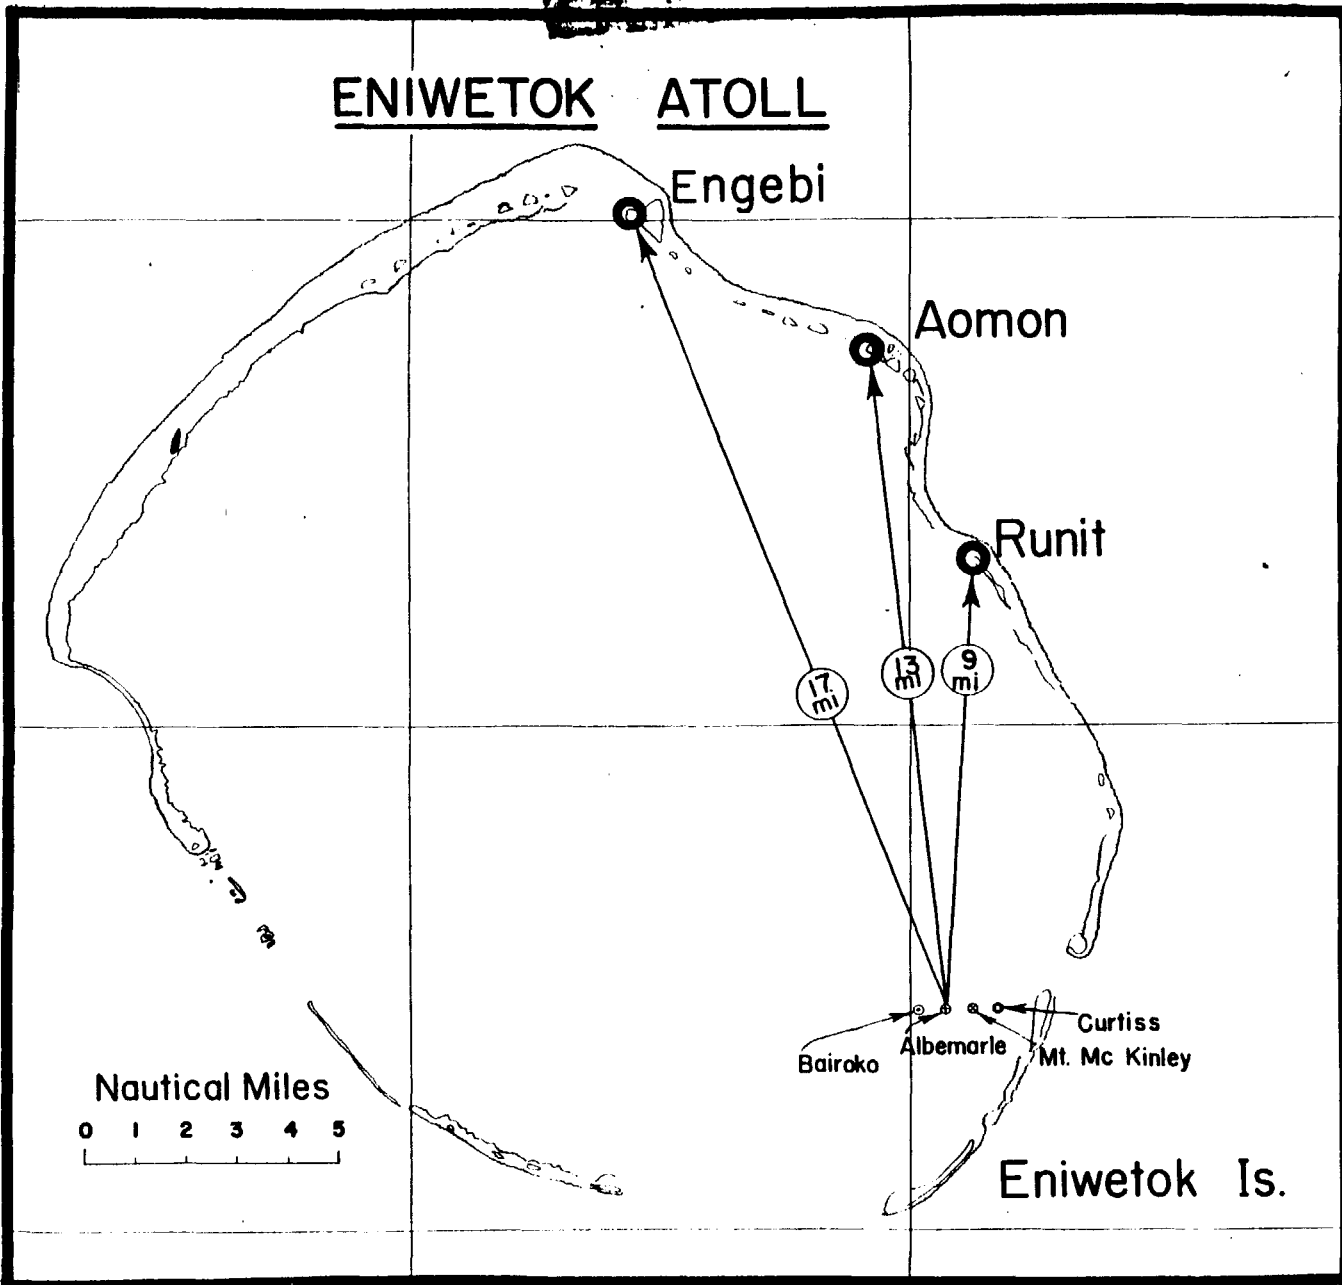 ENIWETOK ATOLL
Engebi
Aomon
Runit
17
mi
13
mi
9
mi
Curtiss
Albemarle
Bairoko
Mt. Mc Kinley
Nautical Miles
0 1 2 3 4 5
Eniwetok Is.